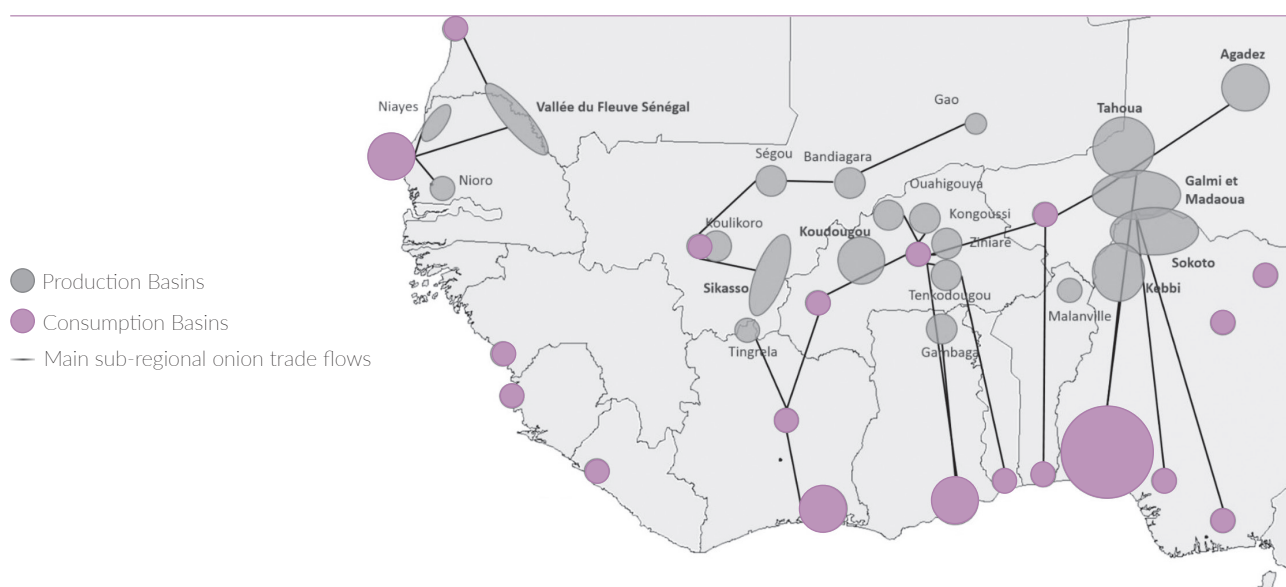 Agadez
Gao
Tahoua
Niayes
Vallée du Fleuve Sénégal
Ségou
Bandiagara
Nioro
Ouahigouya
Galmi et
Madaoua
Koulikoro
Kongoussi
Koudougou
Ziniaré
Sokoto
Production Basins
Sikasso
Kebbi
Tenkodougou
Malanville
Consumption Basins
Tingrela
Gambaga
Main sub-regional onion trade flows